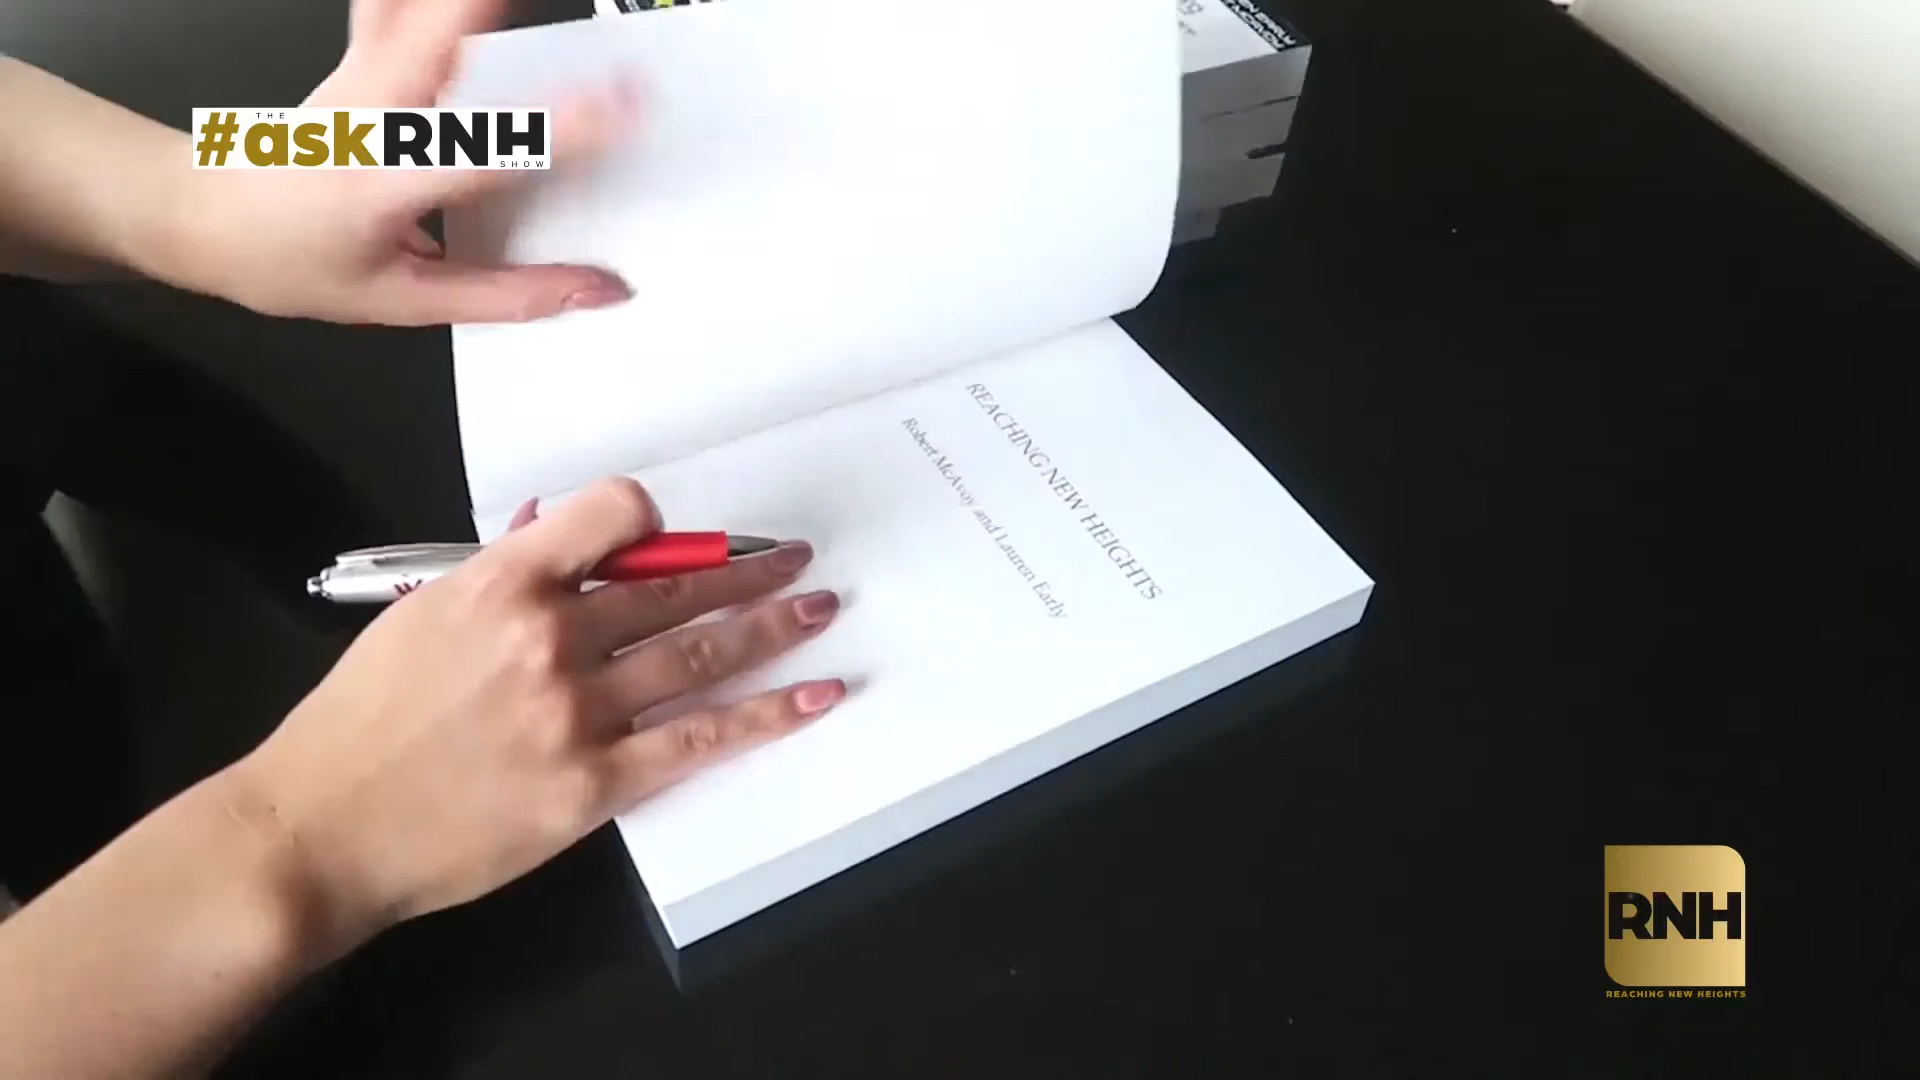 THE
#askRNH
SHOW
REACHING NEW HEIGHTS
Robert McAvoy and Lauren Early
RNH
REACHING NEW HEIGHTS